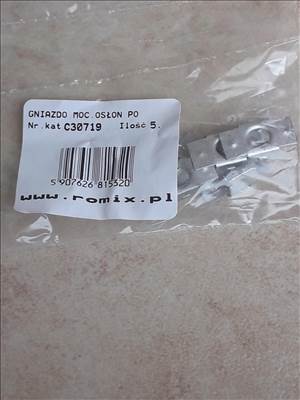 GNIAZDO MOC.OSŁON PO
Nr.kat C30719 Ilość 5.
5 907626 815520
www.romix.pl